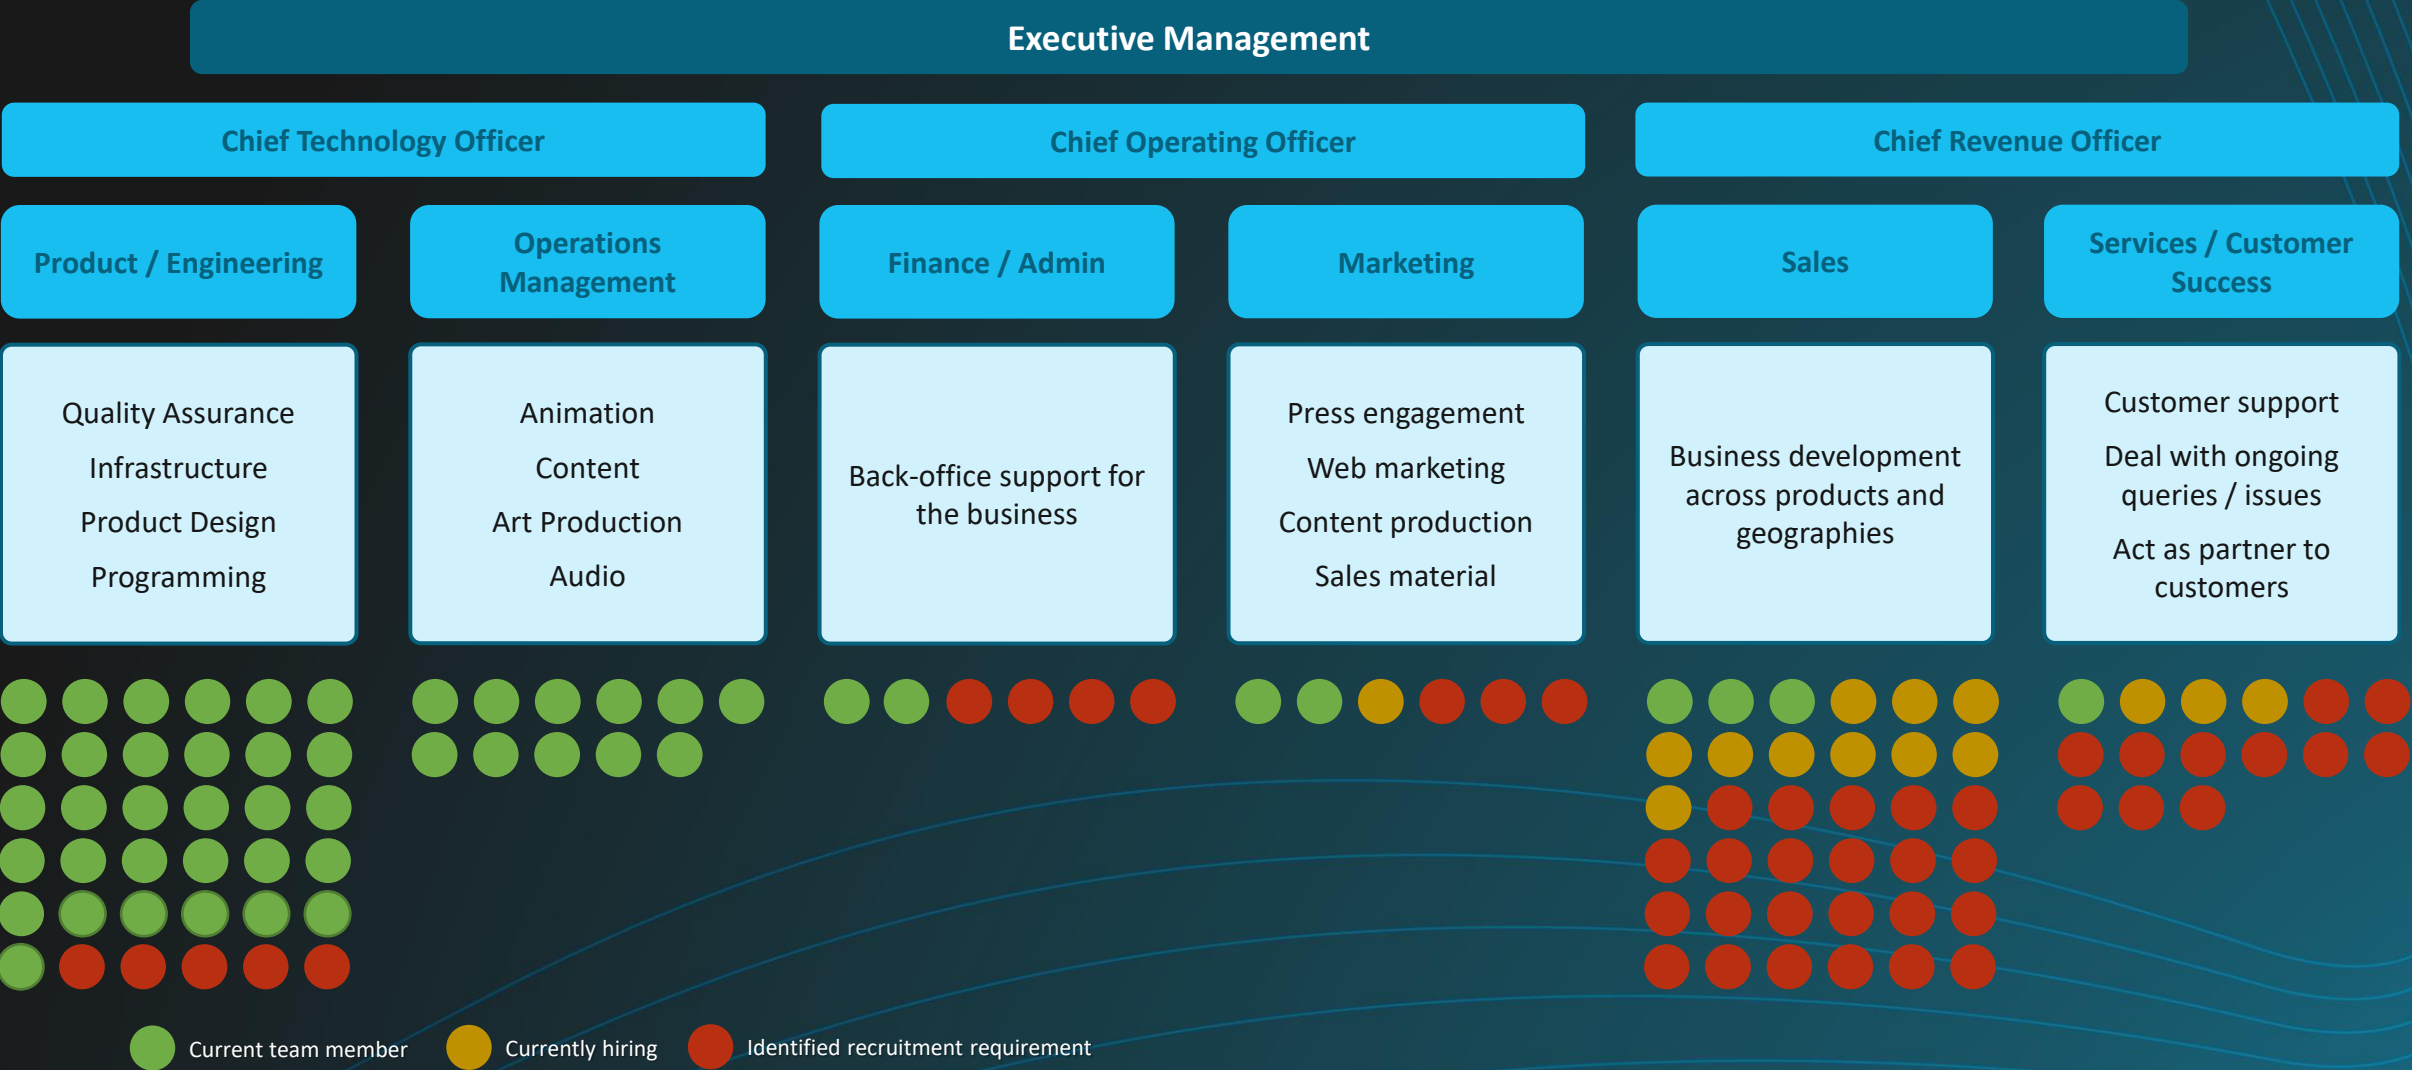 Executive Management
Chief Technology Officer
Chief Operating Officer
Chief Revenue Officer
Product / Engineering
Operations
Management
Finance / Admin
Marketing
Sales
Services / Customer
Success
Quality Assurance
Infrastructure
Product Design
Programming
Animation
Content
Art Production
Audio
Back-office support for
the business
Press engagement
Web marketing
Content production
Sales material
Business development
across products and
geographies
Customer support
Deal with ongoing
queries / issues
Act as partner to
customers
Current team member
Currently hiring
Identified recruitment requirement